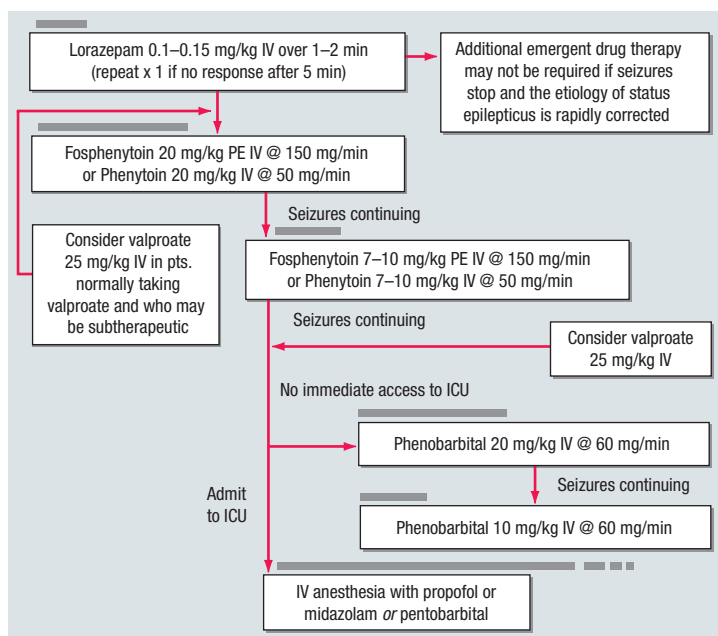 Lorazepam 0.1–0.15 mg/kg IV over 1–2 min
(repeat x 1 if no response after 5 min)
Additional emergent drug therapy
may not be required if seizures
stop and the etiology of status
epilepticus is rapidly corrected
Fosphenytoin 20 mg/kg PE IV @ 150 mg/min
or Phenytoin 20 mg/kg IV @ 50 mg/min
Seizures continuing
Consider valproate
25 mg/kg IV in pts.
normally taking
valproate and who may
be subtherapeutic
Fosphenytoin 7–10 mg/kg PE IV @ 150 mg/min
or Phenytoin 7–10 mg/kg IV @ 50 mg/min
Seizures continuing
Consider valproate
25 mg/kg IV
No immediate access to ICU
Phenobarbital 20 mg/kg IV @ 60 mg/min
Seizures continuing
Admit
to ICU
Phenobarbital 10 mg/kg IV @ 60 mg/min
IV anesthesia with propofol or
midazolam or pentobarbital